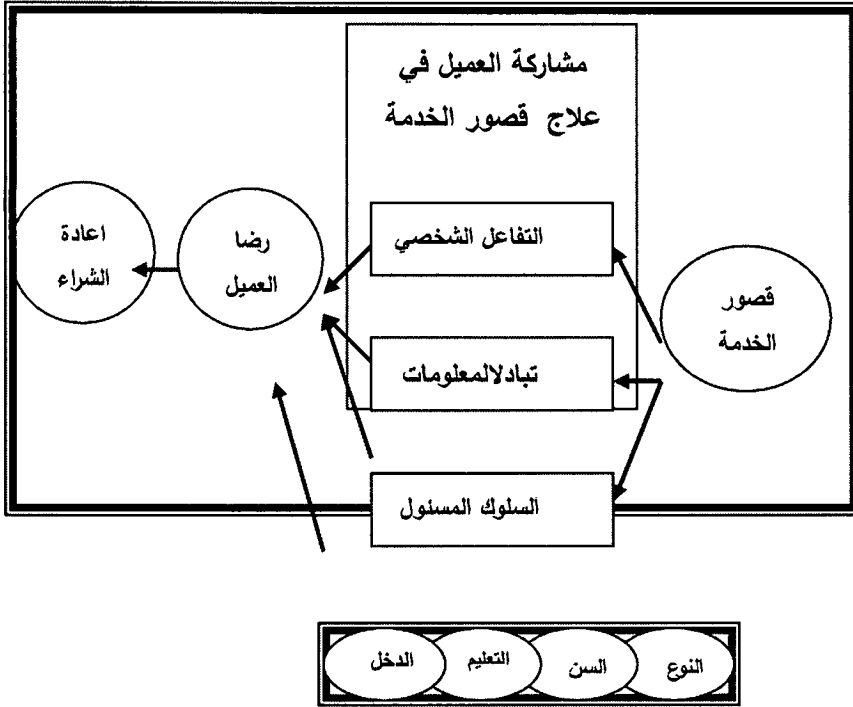 مشاركة العميل في
علاج قصور الخدمة
قصور
الخدمة
التفاعل الشخصي
تبادلالمعلومات
السلوك المسئول
رضا
العميل
اعادة
الشراء
النوع
السن
التعليم
الدخل